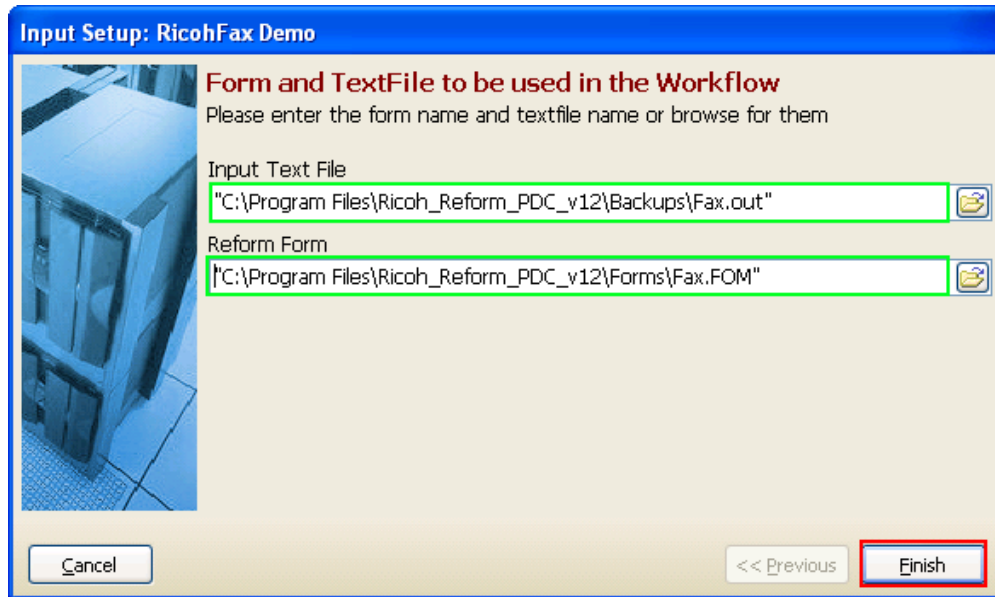 Input Setup: RicohFax Demo
Form and TextFile to be used in the Workflow
Please enter the form name and textfile name or browse for them
Input Text File
"C:\Program Files\Ricoh_Reform_PDC_v12\Backups\Fax.out"
Reform Form
"C:\Program Files\Ricoh_Reform_PDC_v12\Forms\Fax.FOM"
Cancel
<< Previous
Finish